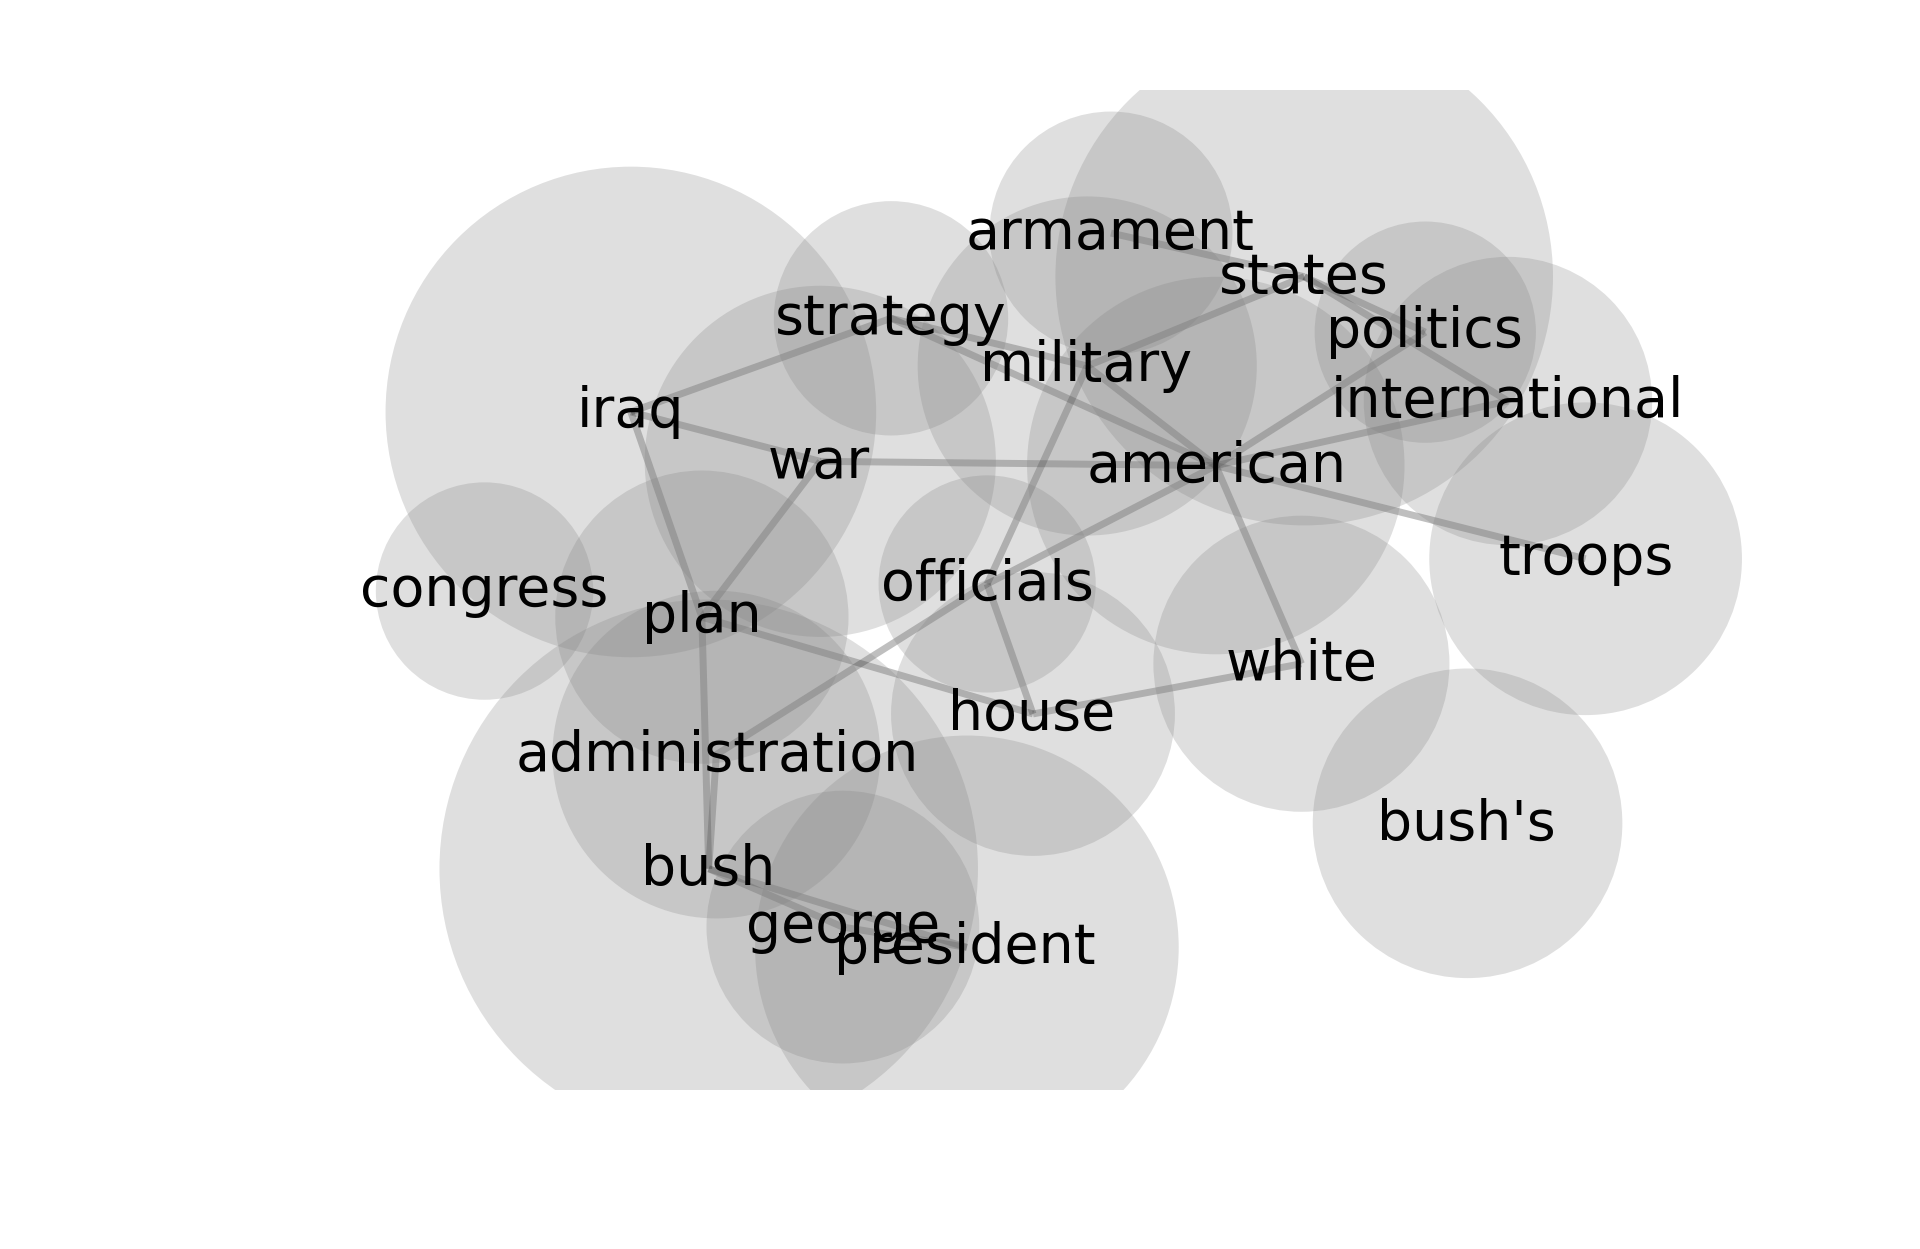 armament
states
strategy
politics
military
international
iraq
war
american
troops
officials
congress
plan
white
house
administration
bush's
bush
george
president